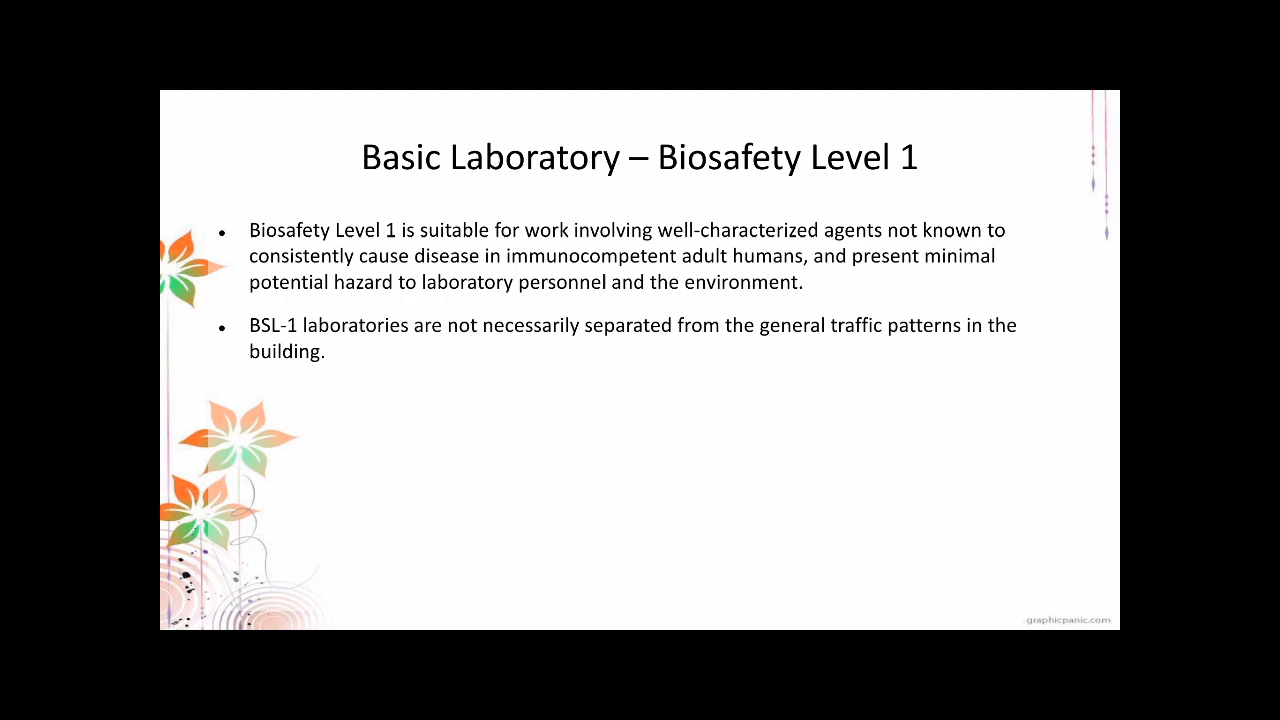 Basic Laboratory – Biosafety Level 1
• Biosafety Level 1 is suitable for work involving well-characterized agents not known to
consistently cause disease in immunocompetent adult humans, and present minimal
potential hazard to laboratory personnel and the environment.
• BSL-1 laboratories are not necessarily separated from the general traffic patterns in the
building.
graphicpanic.com